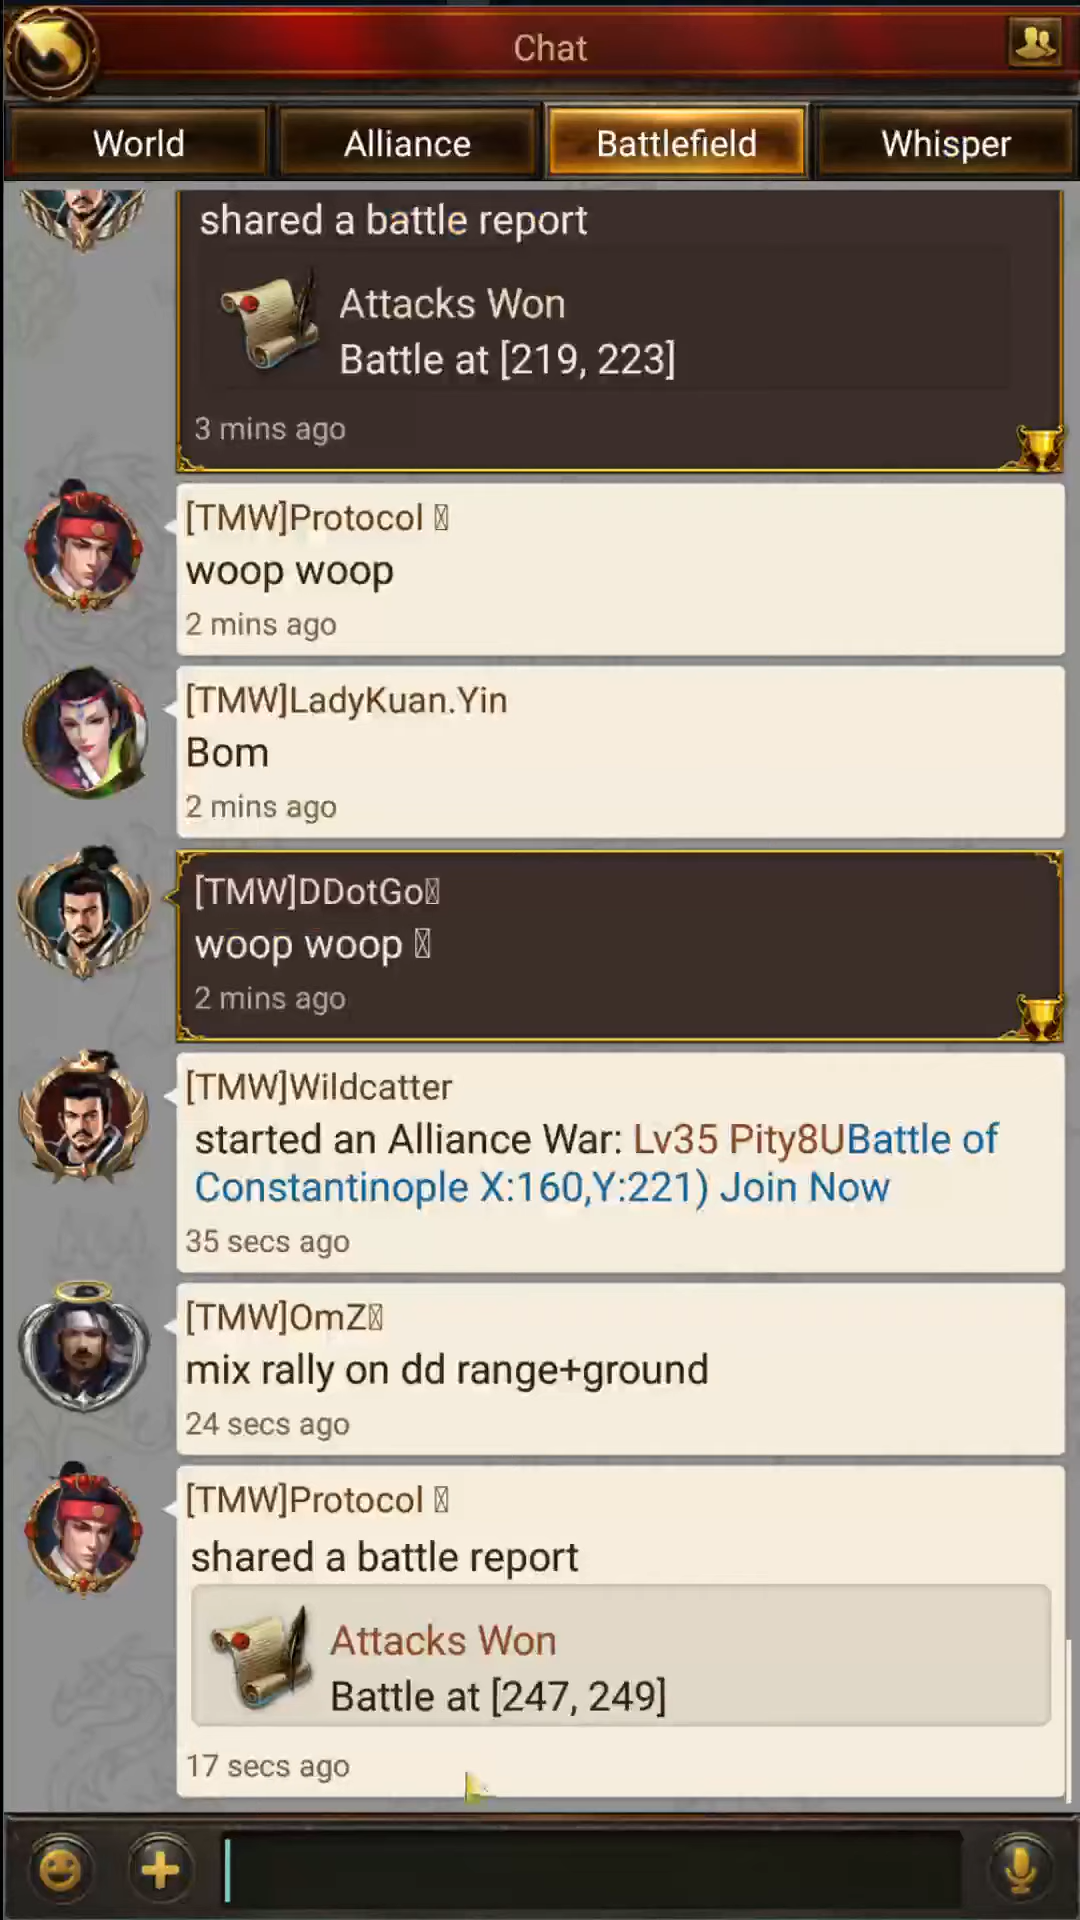 Chat
World Alliance Battlefield Whisper
shared a battle report
Attacks Won
Battle at [219, 223]
3 mins ago
[TMW]Protocol
woop woop
2 mins ago
[TMW]LadyKuan.Yin
Bom
2 mins ago
[TMW]DDotGo
woop woop
2 mins ago
[TMW]Wildcatter
started an Alliance War: Lv35 Pity8UBattle of
Constantinople X:160,Y:221) Join Now
35 secs ago
[TMW]OmZ
mix rally on dd range+ground
24 secs ago
[TMW]Protocol
shared a battle report
Attacks Won
Battle at [247, 249]
17 secs ago